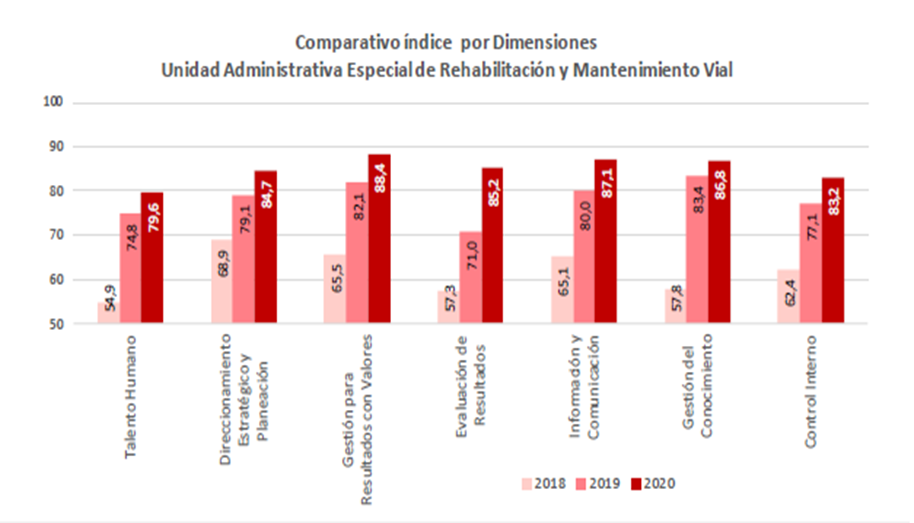 Comparativo índice por Dimensiones
Unidad Administrativa Especial de Rehabilitación y Mantenimiento Vial
100
90
80
70
60
50
54,9
74,8
79,6
68,9
79,1
84,7
65,5
82,1
88,4
57,3
71,0
85,2
65,1
80,0
87,1
57,8
83,4
86,8
62,4
77,1
83,2
Talento Humano
Direccionamiento
Estratégico y
Planeación
Gestión para
Resultados con Valores
Evaluación de
Resultados
Información y
Comunicación
Gestión del
Conocimiento
Control Interno
2018 2019 2020